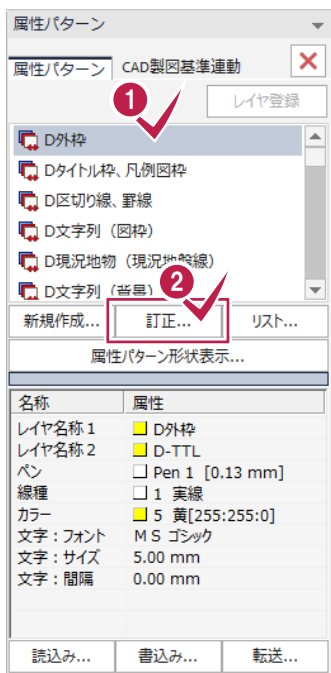 属性パターン
属性パターン CAD製図基準連動
1
レイヤ登録
D外枠
Dタイトル枠、凡例図枠
D区切り線、罫線
D文字列（図枠）
D現況地物（現況地盤線）
2
D文字列（背景）
新規作成... 訂正... リスト...
属性パターン形状表示...
名称 属性
レイヤ名称 1 D外枠
レイヤ名称 2 D-TTL
ペン Pen 1 [0.13 mm]
線種 1 実線
カラー 5 黄[255:255:0]
文字：フォント ＭＳ ゴシック
文字：サイズ 5.00 mm
文字：間隔 0.00 mm
読込み... 書込み... 転送...